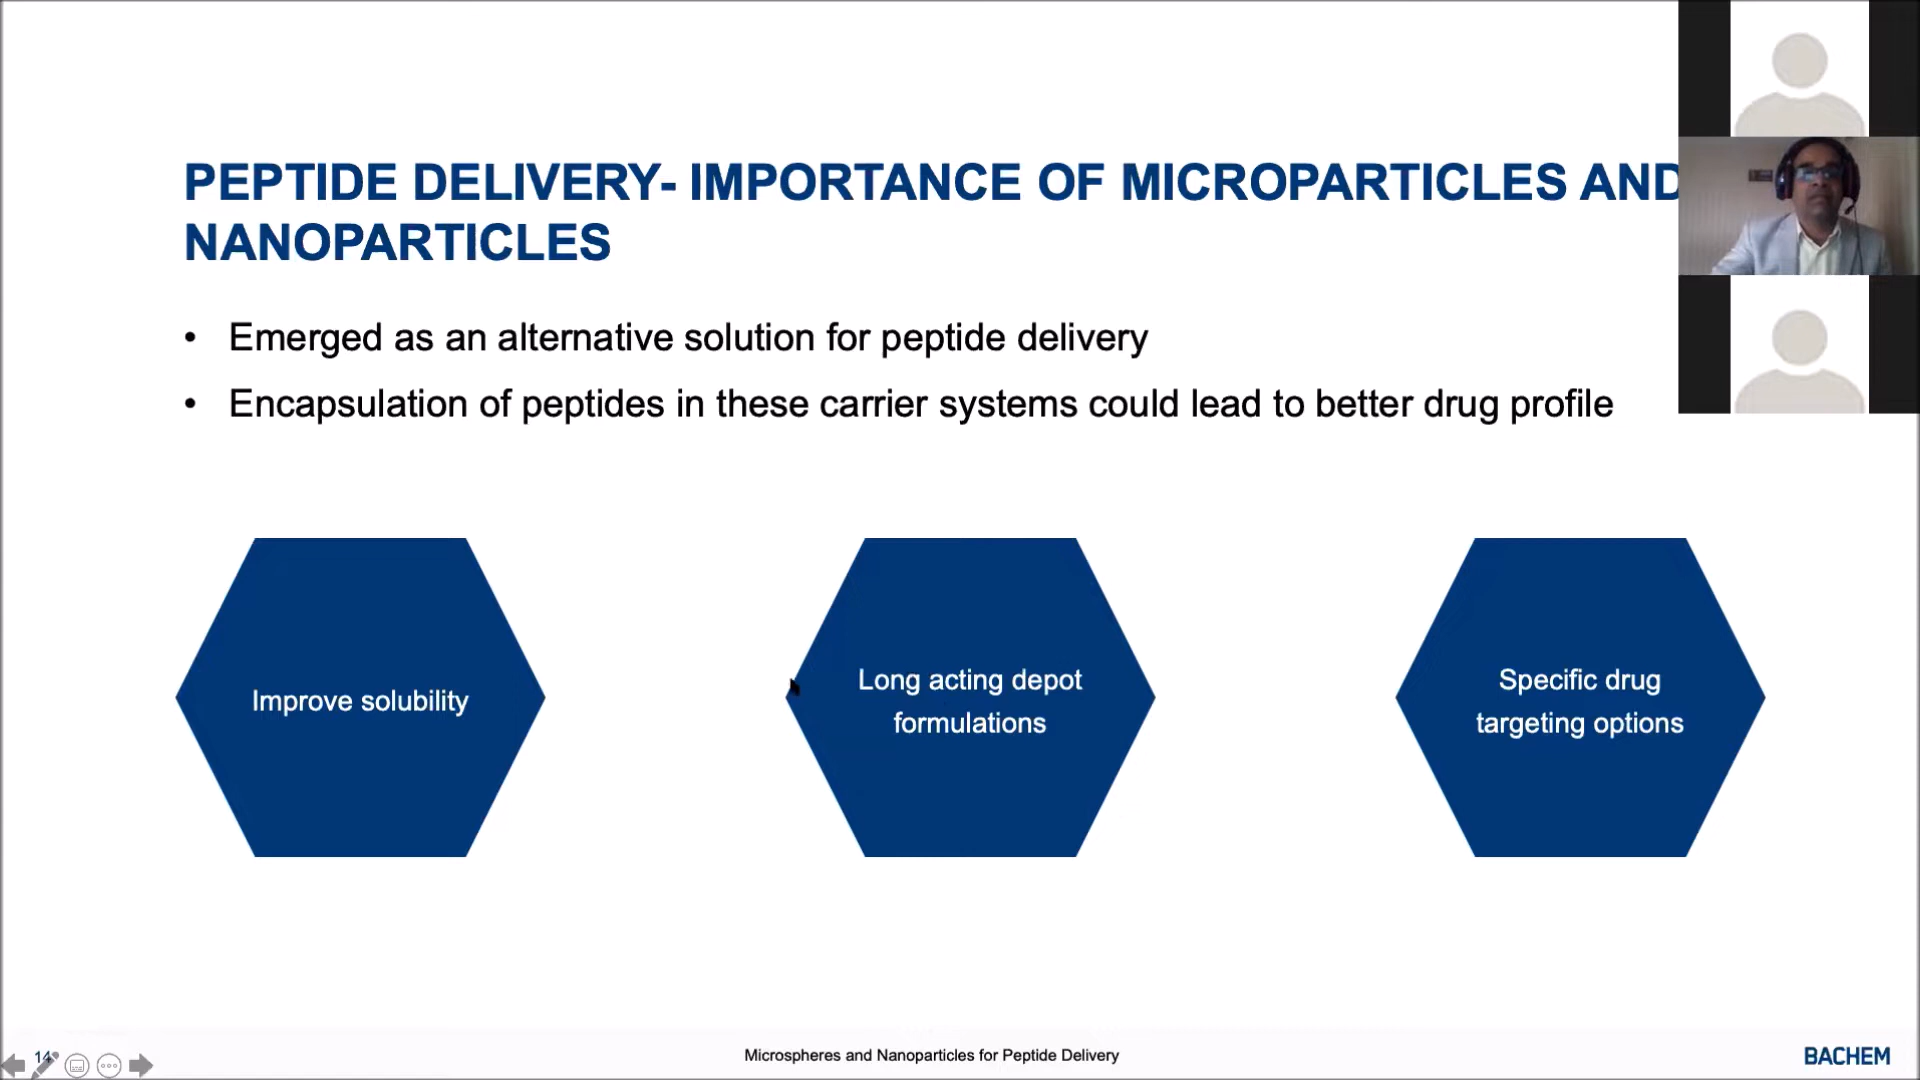 PEPTIDE DELIVERY- IMPORTANCE OF MICROPARTICLES AND
NANOPARTICLES
• Emerged as an alternative solution for peptide delivery
• Encapsulation of peptides in these carrier systems could lead to better drug profile
Improve solubility
Long acting depot
formulations
Specific drug
targeting options
14
Microspheres and Nanoparticles for Peptide Delivery
BACHEM